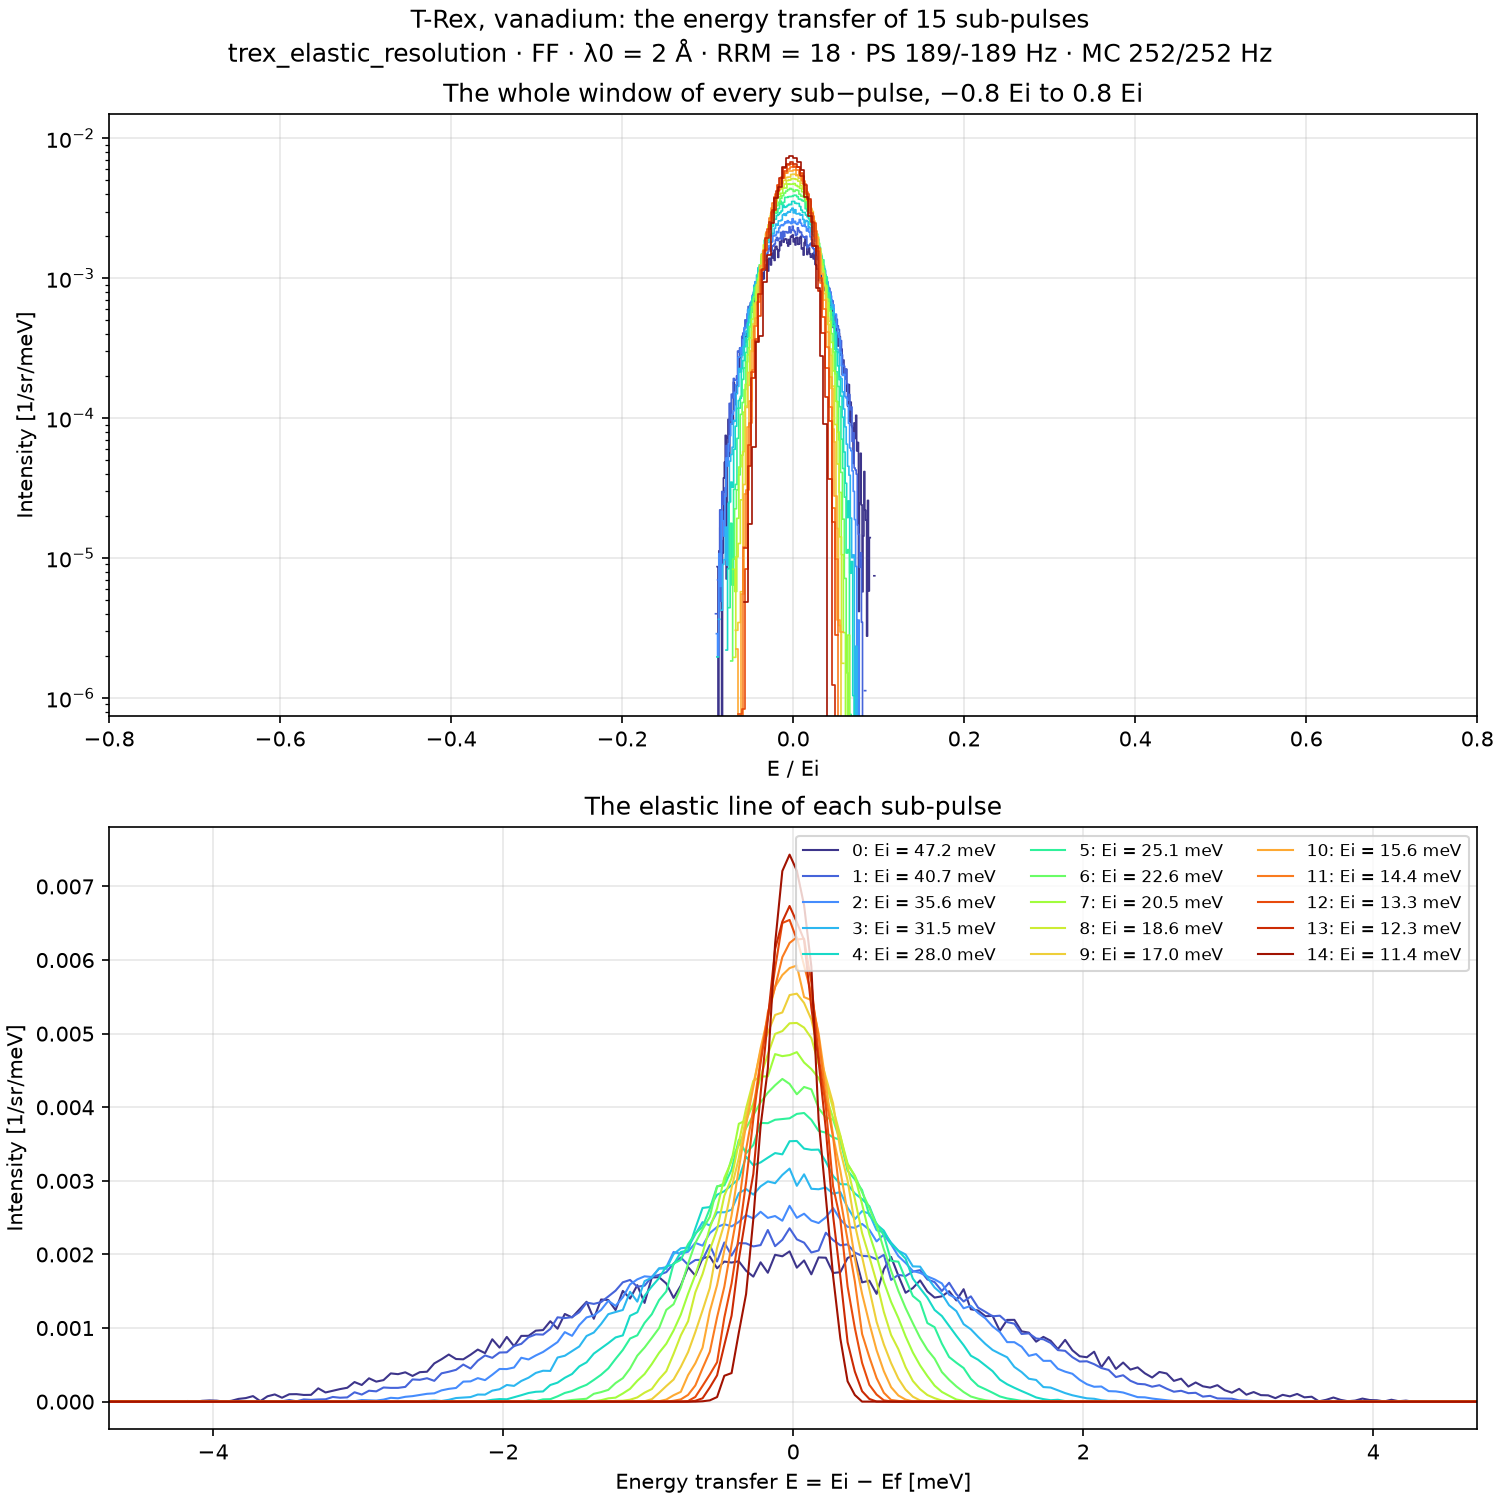 T-Rex, vanadium: the energy transfer of 15 sub-pulses
trex_elastic_resolution · FF · λ0 = 2 Å · RRM = 18 · PS 189/-189 Hz · MC 252/252 Hz
The whole window of every sub−pulse, −0.8 Ei to 0.8 Ei
Intensity [1/sr/meV]
10⁻²
10⁻³
10⁻⁴
10⁻⁵
10⁻⁶
−0.8 −0.6 −0.4 −0.2 0.0 0.2 0.4 0.6 0.8
E / Ei
The elastic line of each sub-pulse
Intensity [1/sr/meV]
0.007
0.006
0.005
0.004
0.003
0.002
0.001
0.000
0: Ei = 47.2 meV
1: Ei = 40.7 meV
2: Ei = 35.6 meV
3: Ei = 31.5 meV
4: Ei = 28.0 meV
5: Ei = 25.1 meV
6: Ei = 22.6 meV
7: Ei = 20.5 meV
8: Ei = 18.6 meV
9: Ei = 17.0 meV
10: Ei = 15.6 meV
11: Ei = 14.4 meV
12: Ei = 13.3 meV
13: Ei = 12.3 meV
14: Ei = 11.4 meV
−4 −2 0 2 4
Energy transfer E = Ei − Ef [meV]